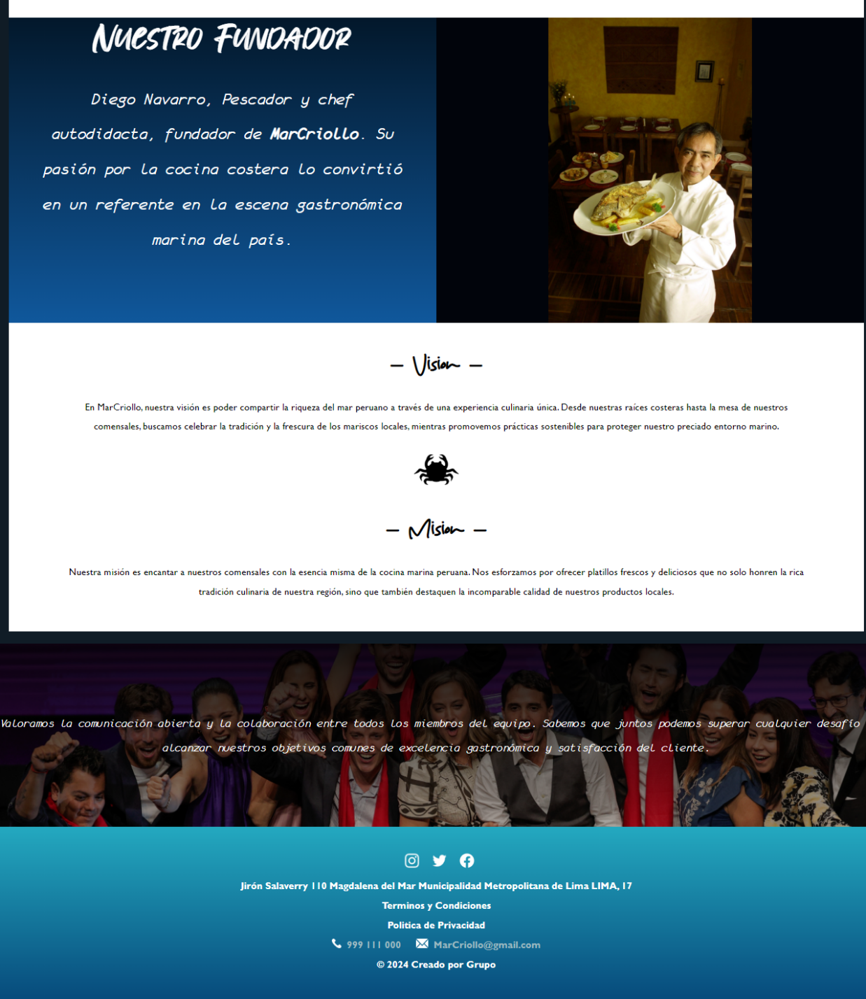 Nuestro Fundador
Diego Navarro, Pescador y chef
autodidacta, fundador de MarCriollo. Su
pasión por la cocina costera lo convirtió
en un referente en la escena gastronómica
marina del país.
— Vision —
En MarCriollo, nuestra visión es poder compartir la riqueza del mar peruano a través de una experiencia culinaria única. Desde nuestras raíces costeras hasta la mesa de nuestros
comensales, buscamos celebrar la tradición y la frescura de los mariscos locales, mientras promovemos prácticas sostenibles para proteger nuestro preciado entorno marino.
— Mision —
Nuestra misión es encantar a nuestros comensales con la esencia misma de la cocina marina peruana. Nos esforzamos por ofrecer platillos frescos y deliciosos que no solo honren la rica
tradición culinaria de nuestra región, sino que también destaquen la incomparable calidad de nuestros productos locales.
Valoramos la comunicación abierta y la colaboración entre todos los miembros del equipo. Sabemos que juntos podemos superar cualquier desafío
alcanzar nuestros objetivos comunes de excelencia gastronómica y satisfacción del cliente.
Jirón Salaverry 110 Magdalena del Mar Municipalidad Metropolitana de Lima LIMA, 17
Terminos y Condiciones
Politica de Privacidad
999 111 000 MarCriollo@gmail.com
© 2024 Creado por Grupo